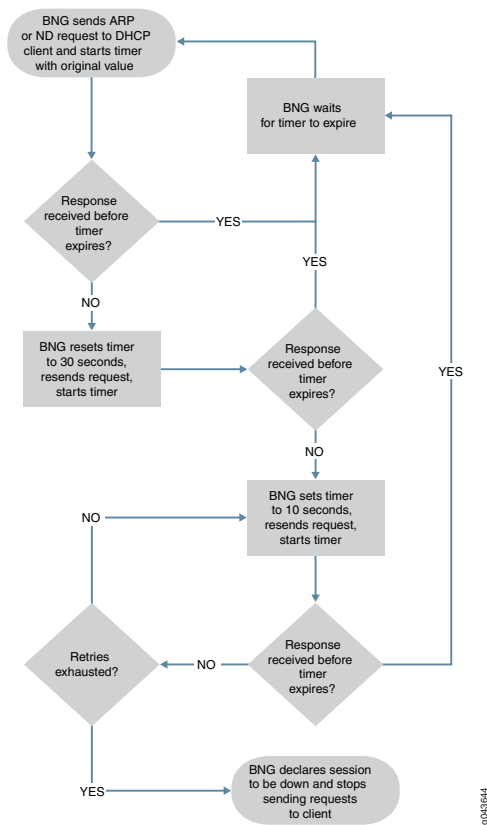 BNG sends ARP
or ND request to DHCP
client and starts timer
with original value
BNG waits
for timer to expire
Response
received before
timer
expires?
YES
YES
NO
BNG resets timer
to 30 seconds,
resends request,
starts timer
Response
received before
timer
expires?
YES
NO
BNG sets timer
to 10 seconds,
resends request,
starts timer
NO
Retries
exhausted?
NO
Response
received before
timer
expires?
YES
BNG declares session
to be down and stops
sending requests
to client
g043644